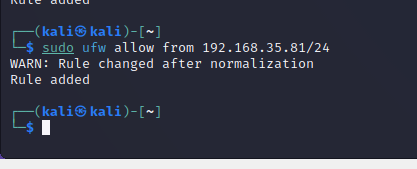 Rule added
┌──(kali㉿kali)-[~]
└─$ sudo ufw allow from 192.168.35.81/24
WARN: Rule changed after normalization
Rule added
┌──(kali㉿kali)-[~]
└─$